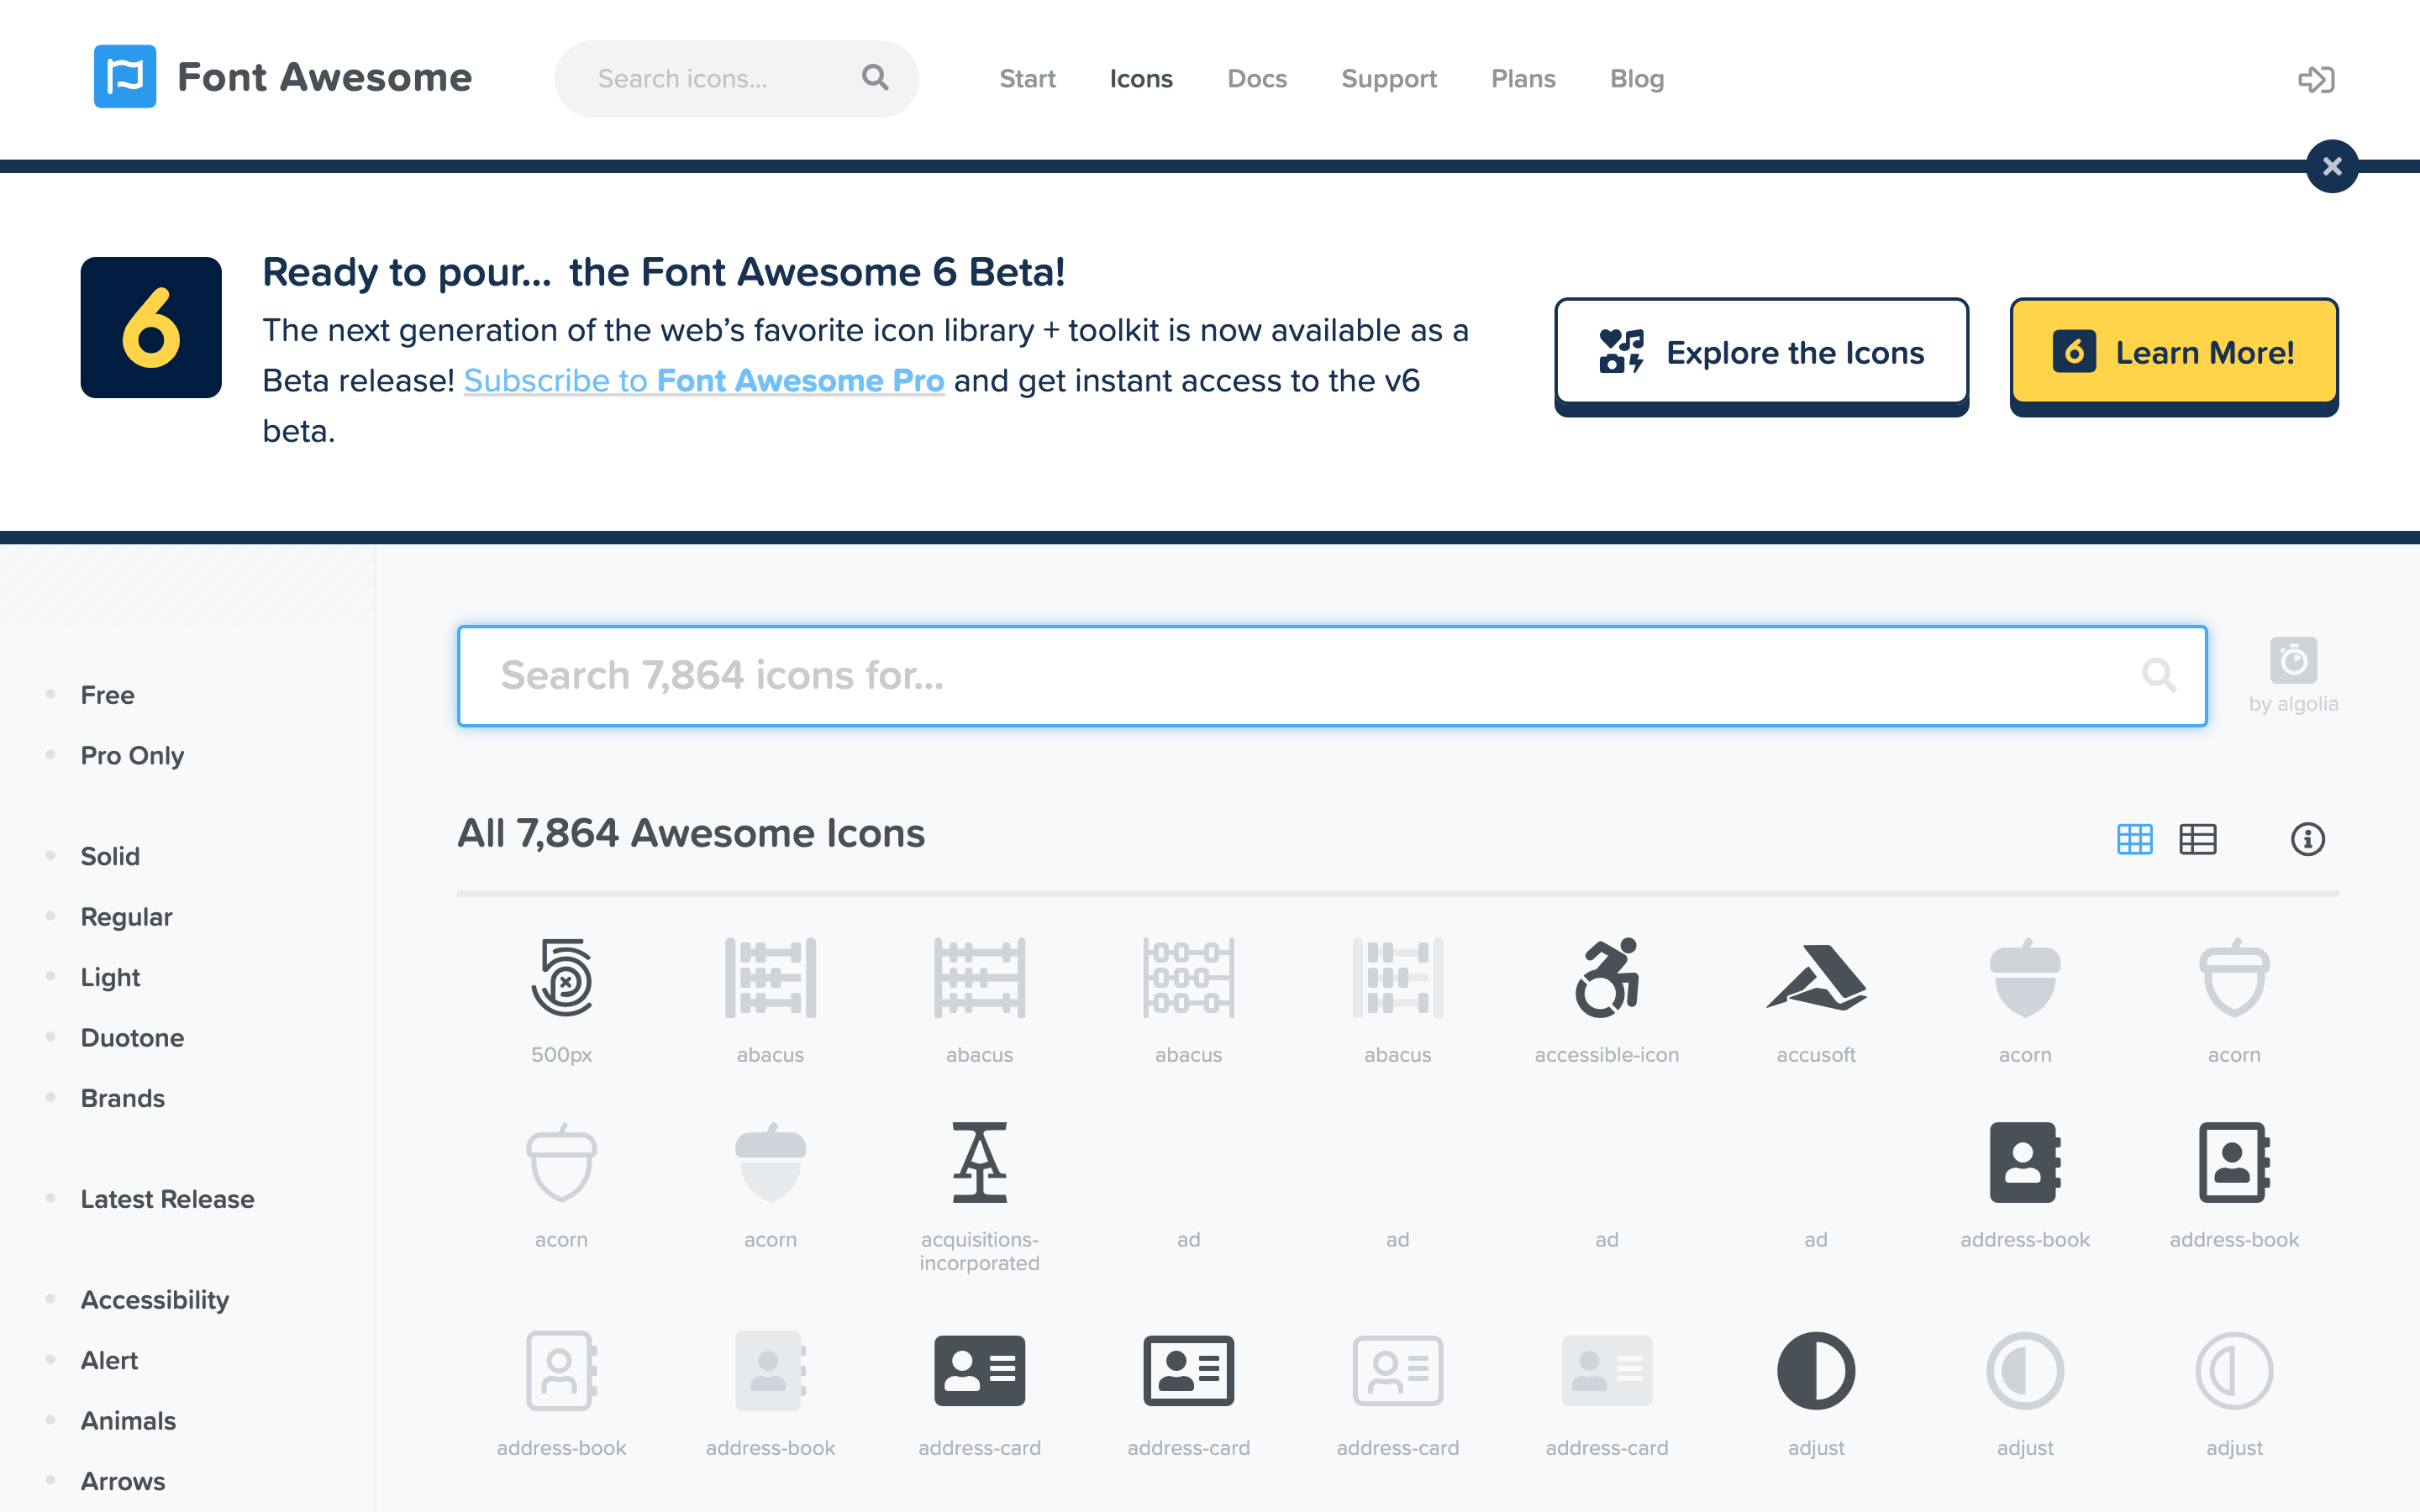 Font Awesome
Search icons...
Start
Icons
Docs
Support
Plans
Blog
6
Ready to pour... the Font Awesome 6 Beta!
The next generation of the web’s favorite icon library + toolkit is now available as a
Beta release! Subscribe to Font Awesome Pro and get instant access to the v6
beta.
Explore the Icons
6
Learn More!
Search 7,864 icons for...
by algolia
Free
Pro Only
Solid
Regular
Light
Duotone
Brands
Latest Release
Accessibility
Alert
Animals
Arrows
All 7,864 Awesome Icons
500px
abacus
abacus
abacus
abacus
accessible-icon
accusoft
acorn
acorn
acorn
acorn
acquisitions-
incorporated
ad
ad
ad
ad
address-book
address-book
address-book
address-book
address-card
address-card
address-card
address-card
adjust
adjust
adjust